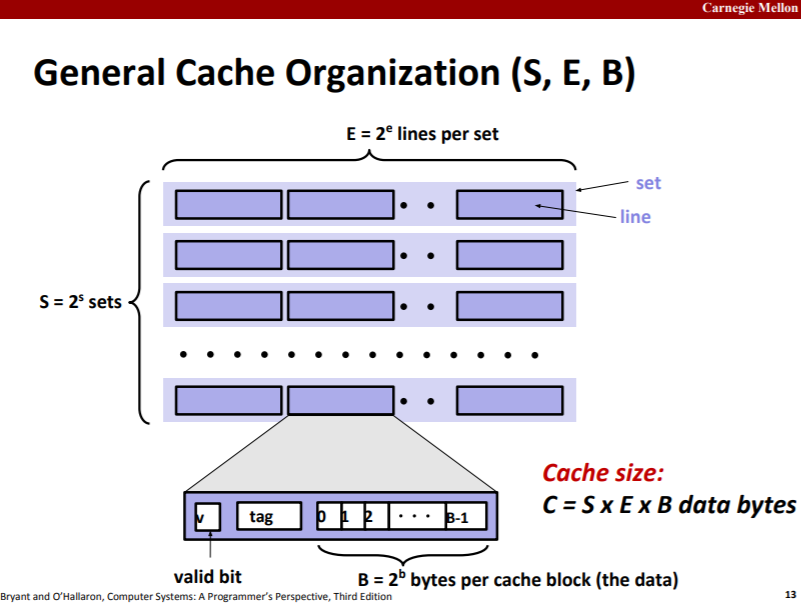 Carnegie Mellon
General Cache Organization (S, E, B)
E = 2^e lines per set
set
line
S = 2^s sets
Cache size:
C = S x E x B data bytes
v tag 0 1 2 · · · B-1
valid bit
B = 2^b bytes per cache block (the data)
Bryant and O'Hallaron, Computer Systems: A Programmer's Perspective, Third Edition
13